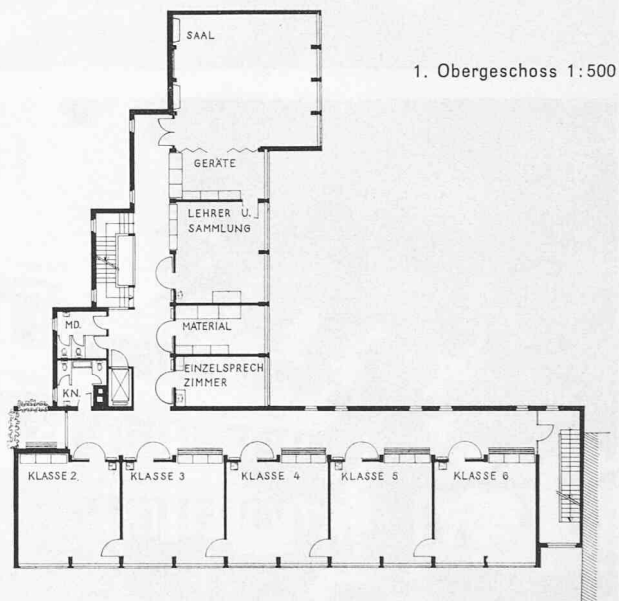 SAAL
1. Obergeschoss 1:500
GERÄTE
LEHRER U.
SAMMLUNG
MD.
MATERIAL
EINZELSPRECH
ZIMMER
KN.
KLASSE 2.
KLASSE 3
KLASSE 4
KLASSE 5
KLASSE 6